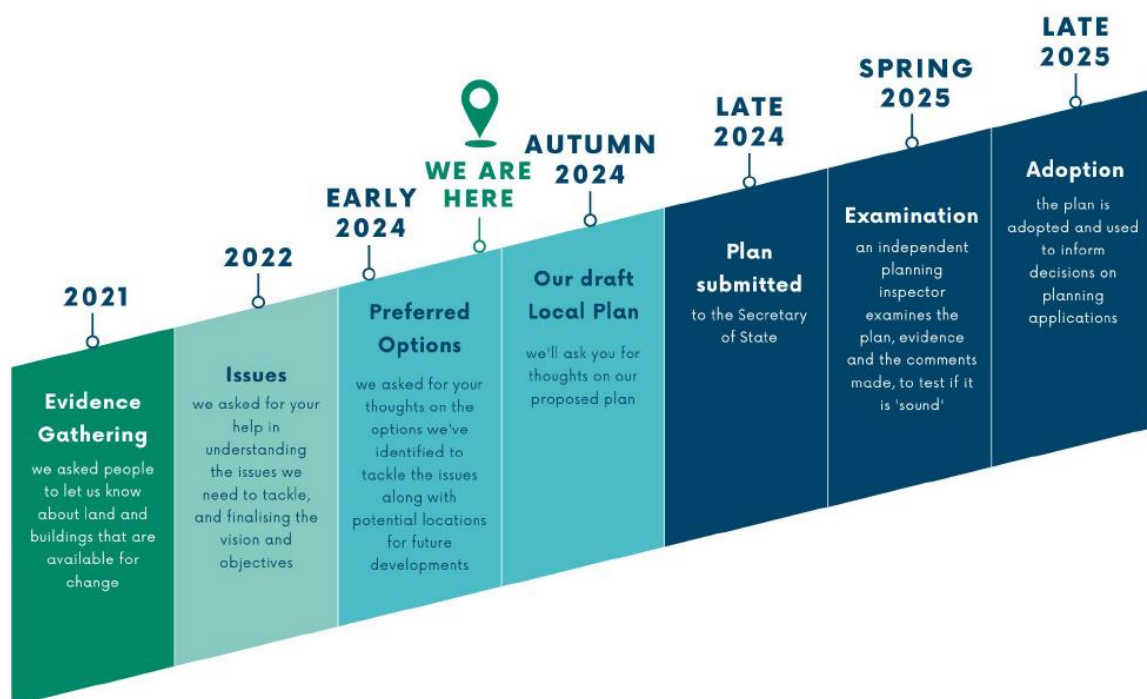 2021
Evidence
Gathering
we asked people
to let us know
about land and
buildings that are
available for
change
2022
Issues
we asked for your
help in
understanding
the issues we
need to tackle,
and finalising the
vision and
objectives
EARLY
2024
Preferred
Options
we asked for your
thoughts on the
options we've
identified to
tackle the issues
along with
potential locations
for future
developments
WE ARE
HERE
AUTUMN
2024
Our draft
Local Plan
we'll ask you for
thoughts on our
proposed plan
LATE
2024
Plan
submitted
to the Secretary
of State
SPRING
2025
Examination
an independent
planning
inspector
examines the
plan, evidence
and the comments
made, to test if it
is 'sound'
LATE
2025
Adoption
the plan is
adopted and used
to inform
decisions on
planning
applications